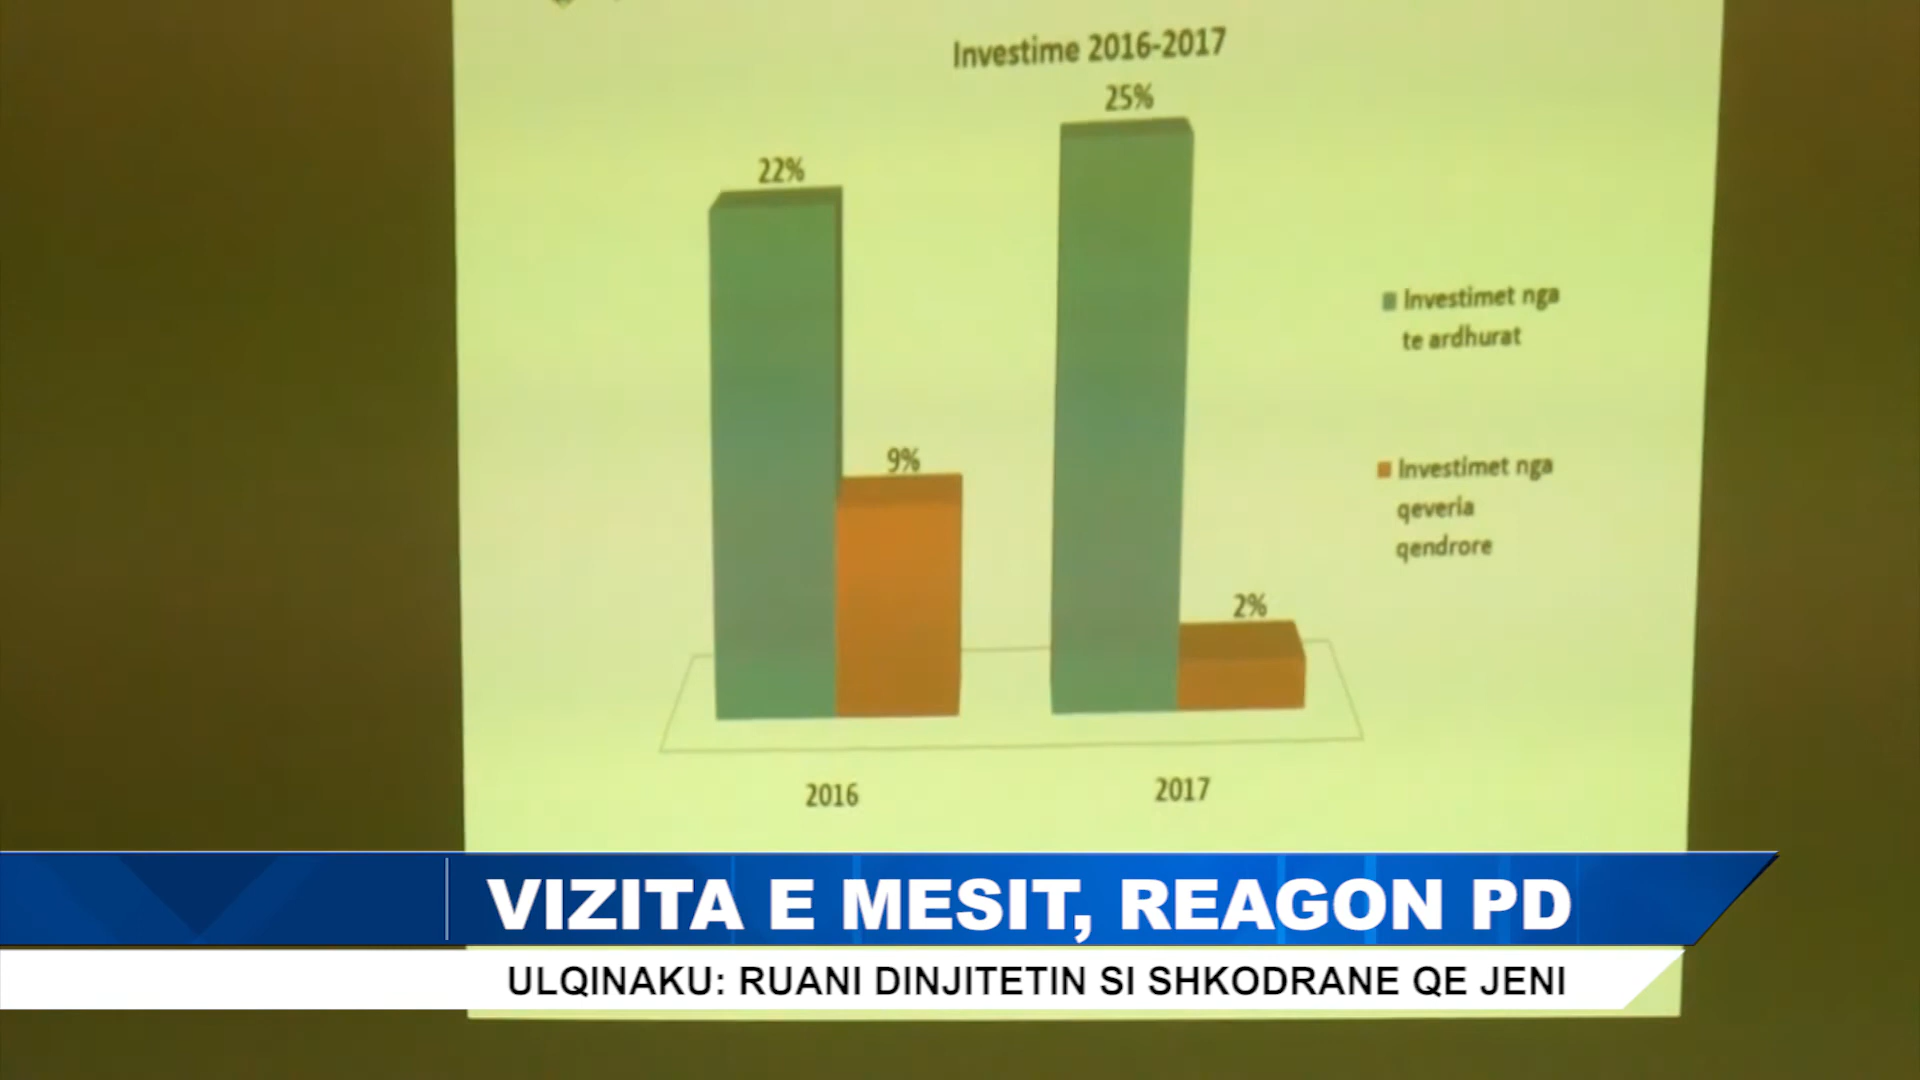 Investime 2016-2017
25%
22%
9%
2%
Investimet nga
te ardhurat
Investimet nga
qeveria
qendrore
2016
2017
VIZITA E MESIT, REAGON PD
ULQINAKU: RUANI DINJITETIN SI SHKODRANE QE JENI